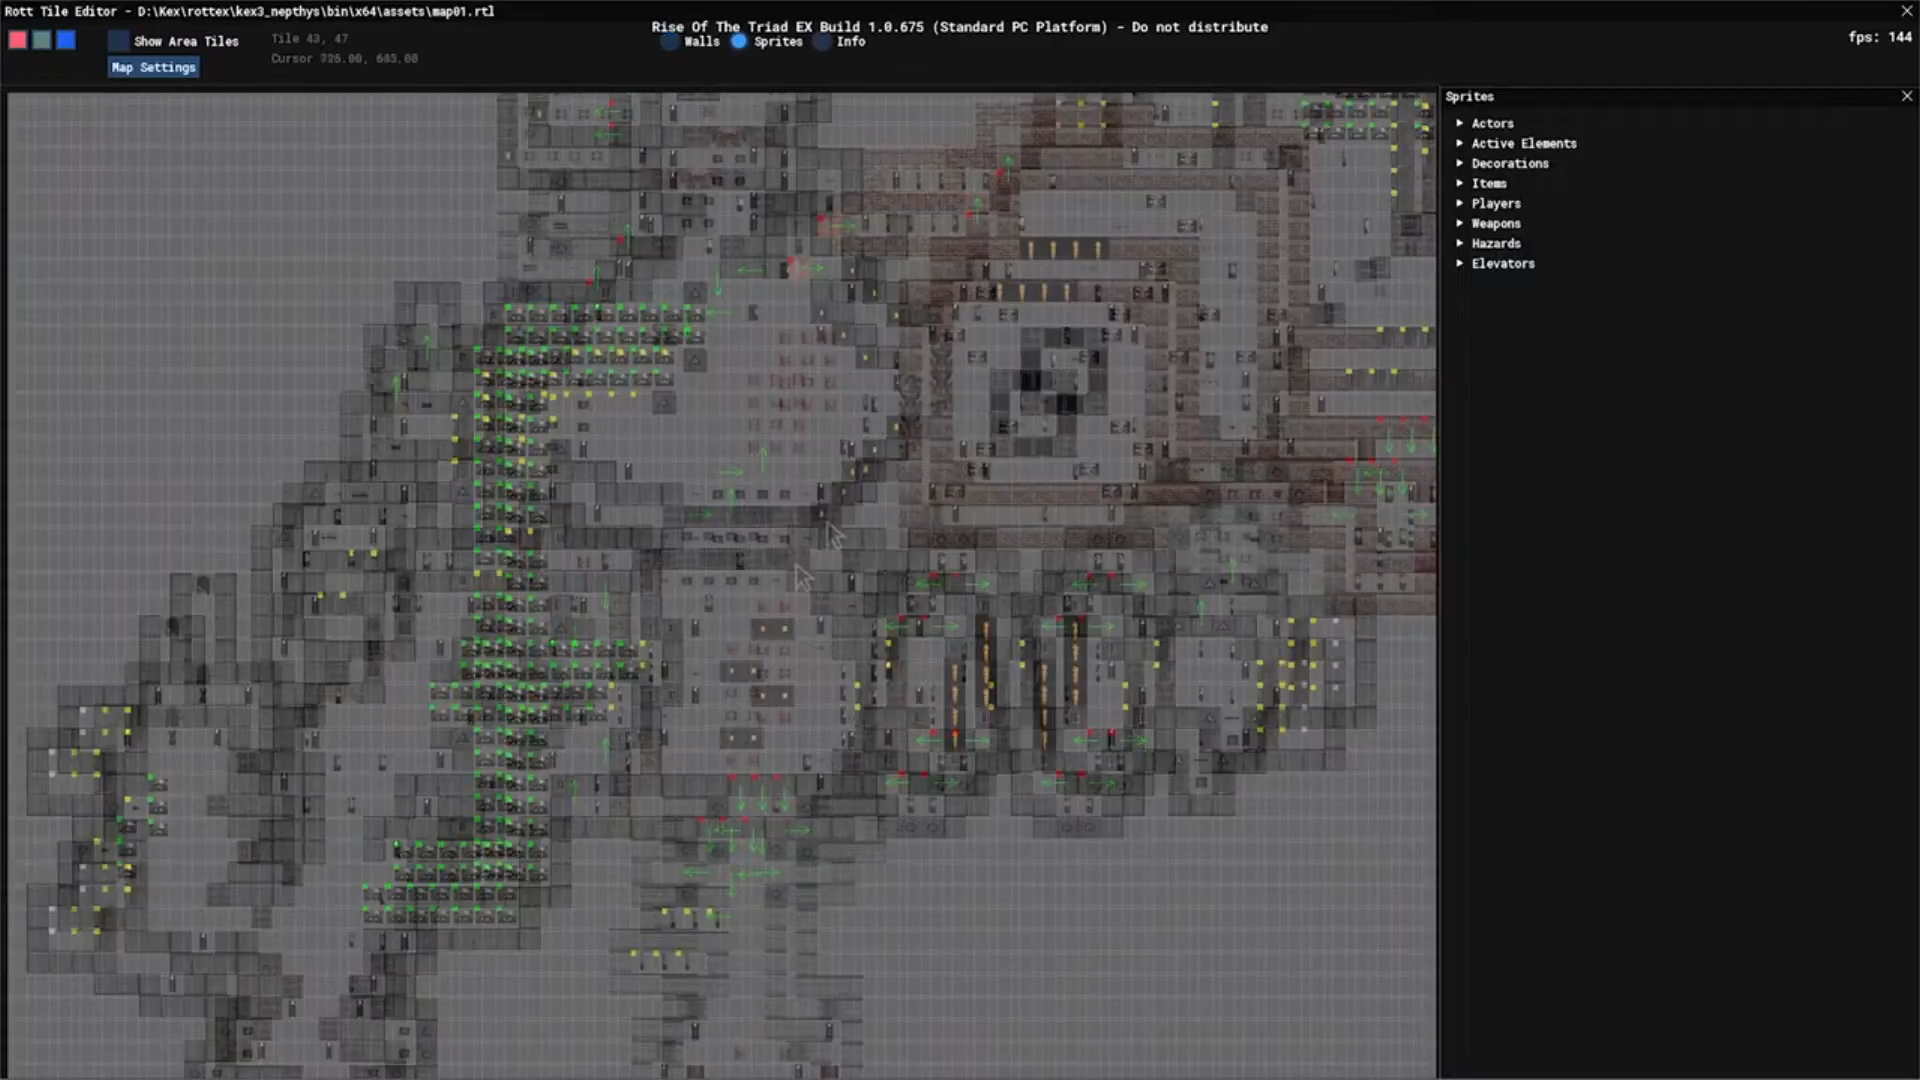 Rott Tile Editor - D:\Kex\rottex\kex3_nepthys\bin\x64\assets\map01.rtl
Rise Of The Triad EX Build 1.0.675 (Standard PC Platform) - Do not distribute
fps: 144
Show Area Tiles
Tile 43, 47
Walls
Sprites
Info
Map Settings
Sprites
Actors
Active Elements
Decorations
Items
Players
Weapons
Hazards
Elevators